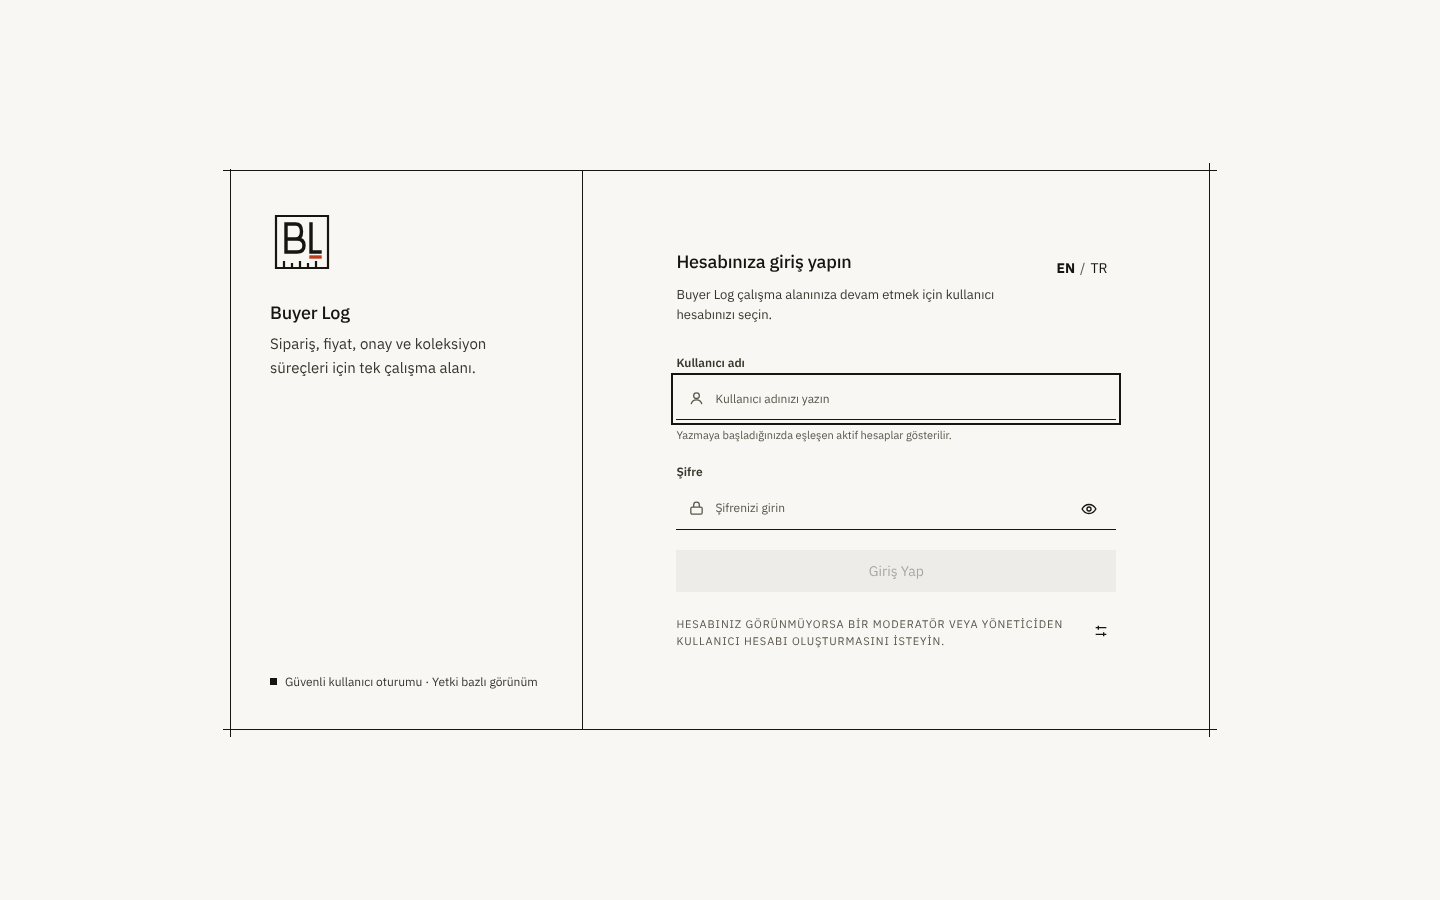 BL
Buyer Log
Sipariş, fiyat, onay ve koleksiyon
süreçleri için tek çalışma alanı.
Güvenli kullanıcı oturumu · Yetki bazlı görünüm
Hesabınıza giriş yapın
EN / TR
Buyer Log çalışma alanınıza devam etmek için kullanıcı
hesabınızı seçin.
Kullanıcı adı
Kullanıcı adınızı yazın
Yazmaya başladığınızda eşleşen aktif hesaplar gösterilir.
Şifre
Şifrenizi girin
Giriş Yap
HESABINIZ GÖRÜNMÜYORSA BİR MODERATÖR VEYA YÖNETİCİDEN
KULLANICI HESABI OLUŞTURMASINI İSTEYİN.